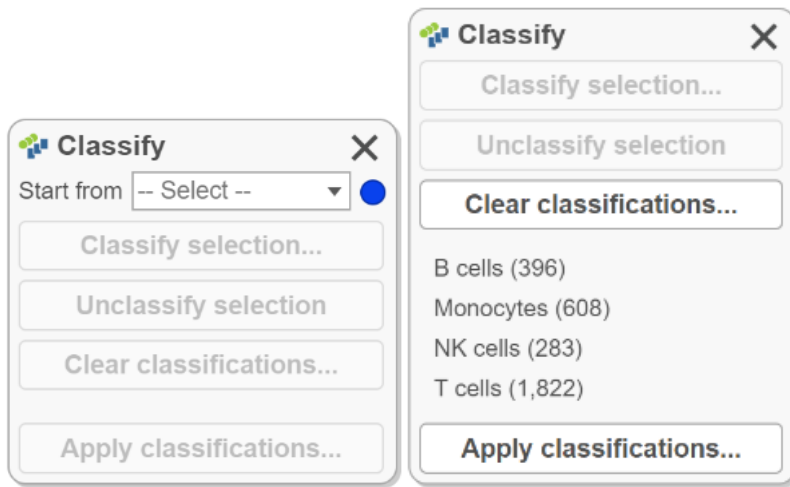 Classify
Start from -- Select --
Classify selection...
Unclassify selection
Clear classifications...
Apply classifications...
Classify
Classify selection...
Unclassify selection
Clear classifications...
B cells (396)
Monocytes (608)
NK cells (283)
T cells (1,822)
Apply classifications...